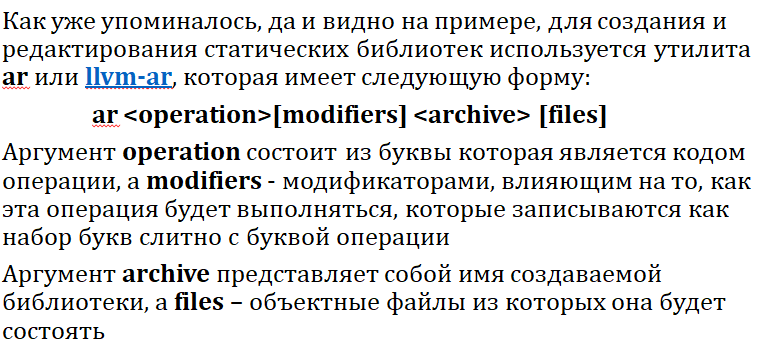 Как уже упоминалось, да и видно на примере, для создания и
редактирования статических библиотек используется утилита
ar или llvm-ar, которая имеет следующую форму:
ar <operation>[modifiers] <archive> [files]
Аргумент operation состоит из буквы которая является кодом
операции, а modifiers - модификаторами, влияющим на то, как
эта операция будет выполняться, которые записываются как
набор букв слитно с буквой операции
Аргумент archive представляет собой имя создаваемой
библиотеки, а files – объектные файлы из которых она будет
состоять